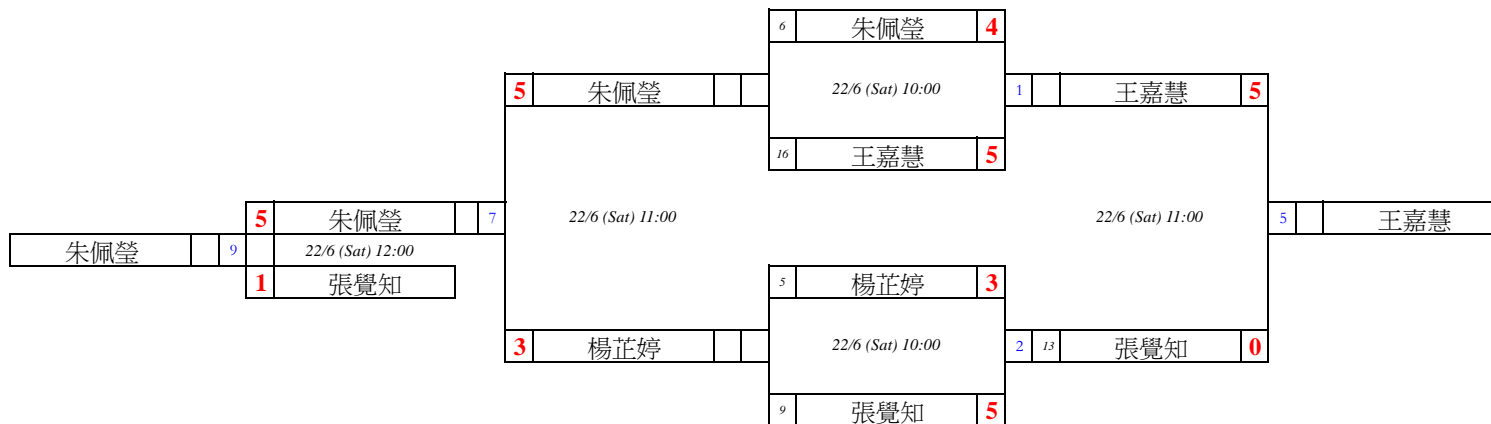 6 朱佩瑩 4
5 朱佩瑩 22/6 (Sat) 10:00 1 王嘉慧 5
16 王嘉慧 5
5 朱佩瑩 7 22/6 (Sat) 11:00 22/6 (Sat) 11:00 5 王嘉慧
朱佩瑩 9 22/6 (Sat) 12:00
1 張覺知 5 楊芷婷 3
3 楊芷婷 22/6 (Sat) 10:00 2 13 張覺知 0
9 張覺知 5